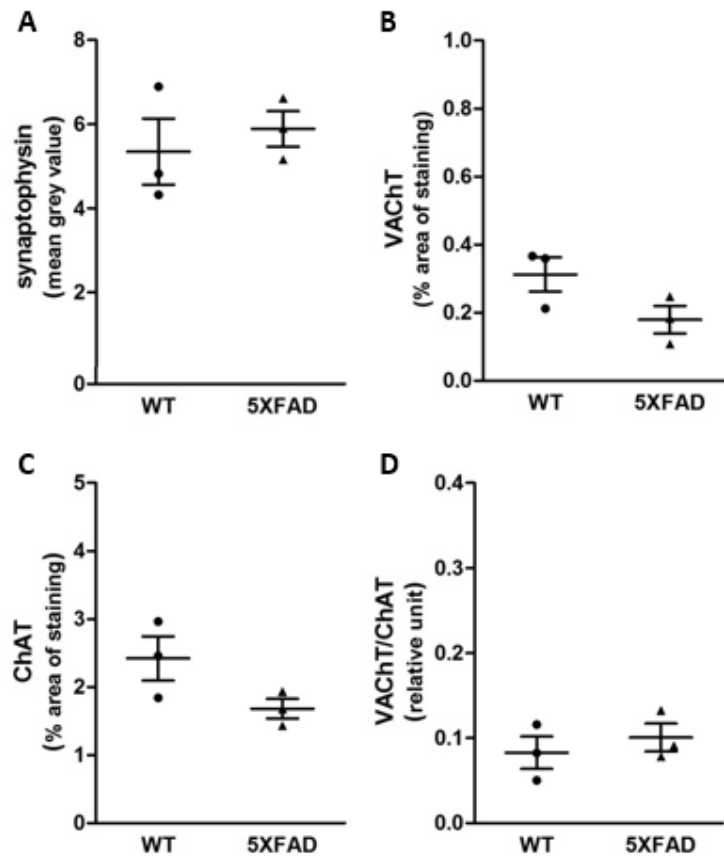 A
synaptophysin
(mean grey value)
8
6
4
2
0
WT 5XFAD
B
VAChT
(% area of staining)
1.0
0.8
0.6
0.4
0.2
0.0
WT 5XFAD
C
ChAT
(% area of staining)
5
4
3
2
1
0
WT 5XFAD
D
VAChT/ChAT
(relative unit)
0.4
0.3
0.2
0.1
0.0
WT 5XFAD